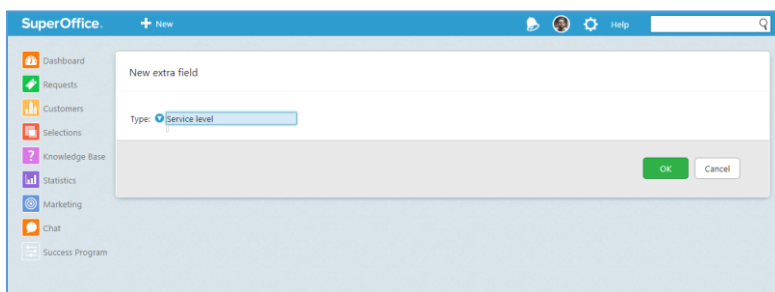 SuperOffice. New Help
Dashboard
Requests
Customers
Selections
? Knowledge Base
Statistics
Marketing
Chat
Success Program
New extra field
Type: Service level
OK Cancel